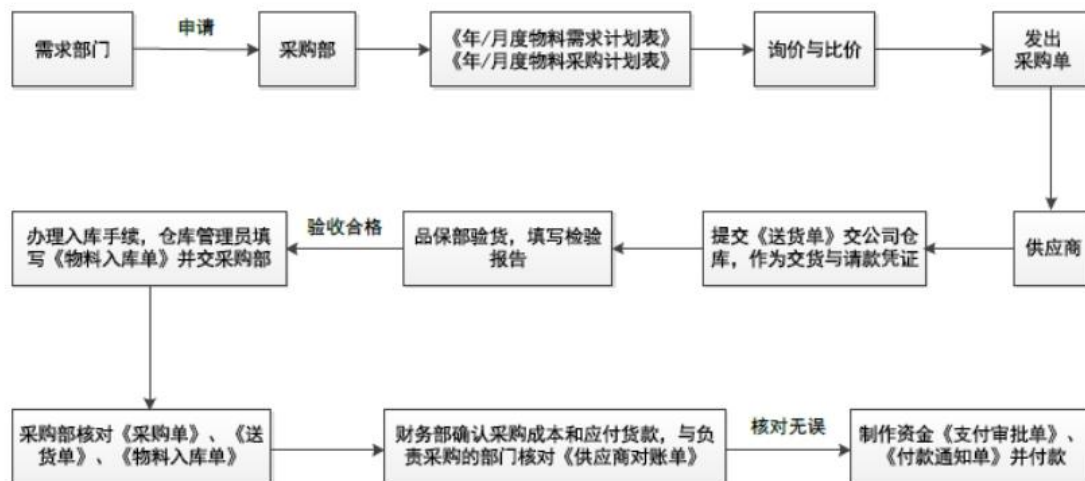 需求部门
申请
采购部
《年/月度物料需求计划表》
《年/月度物料采购计划表》
询价与比价
发出
采购单
供应商
提交《送货单》交公司仓
库，作为交货与请款凭证
品保部验货，填写检验
报告
验收合格
办理入库手续，仓库管理员填
写《物料入库单》并交采购部
采购部核对《采购单》、《送
货单》、《物料入库单》
财务部确认采购成本和应付货款，与负
责采购的部门核对《供应商对账单》
核对无误
制作资金《支付审批单》、
《付款通知单》并付款